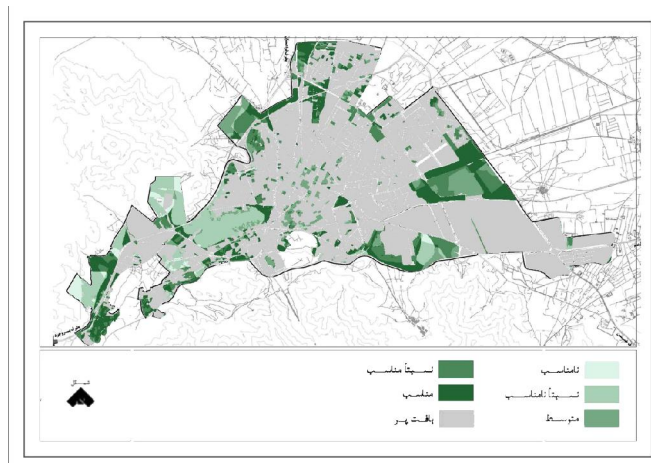 شمال
نامناسب
نسبتاً نامناسب
متوسط
نسبتاً مناسب
مناسب
بافت پر